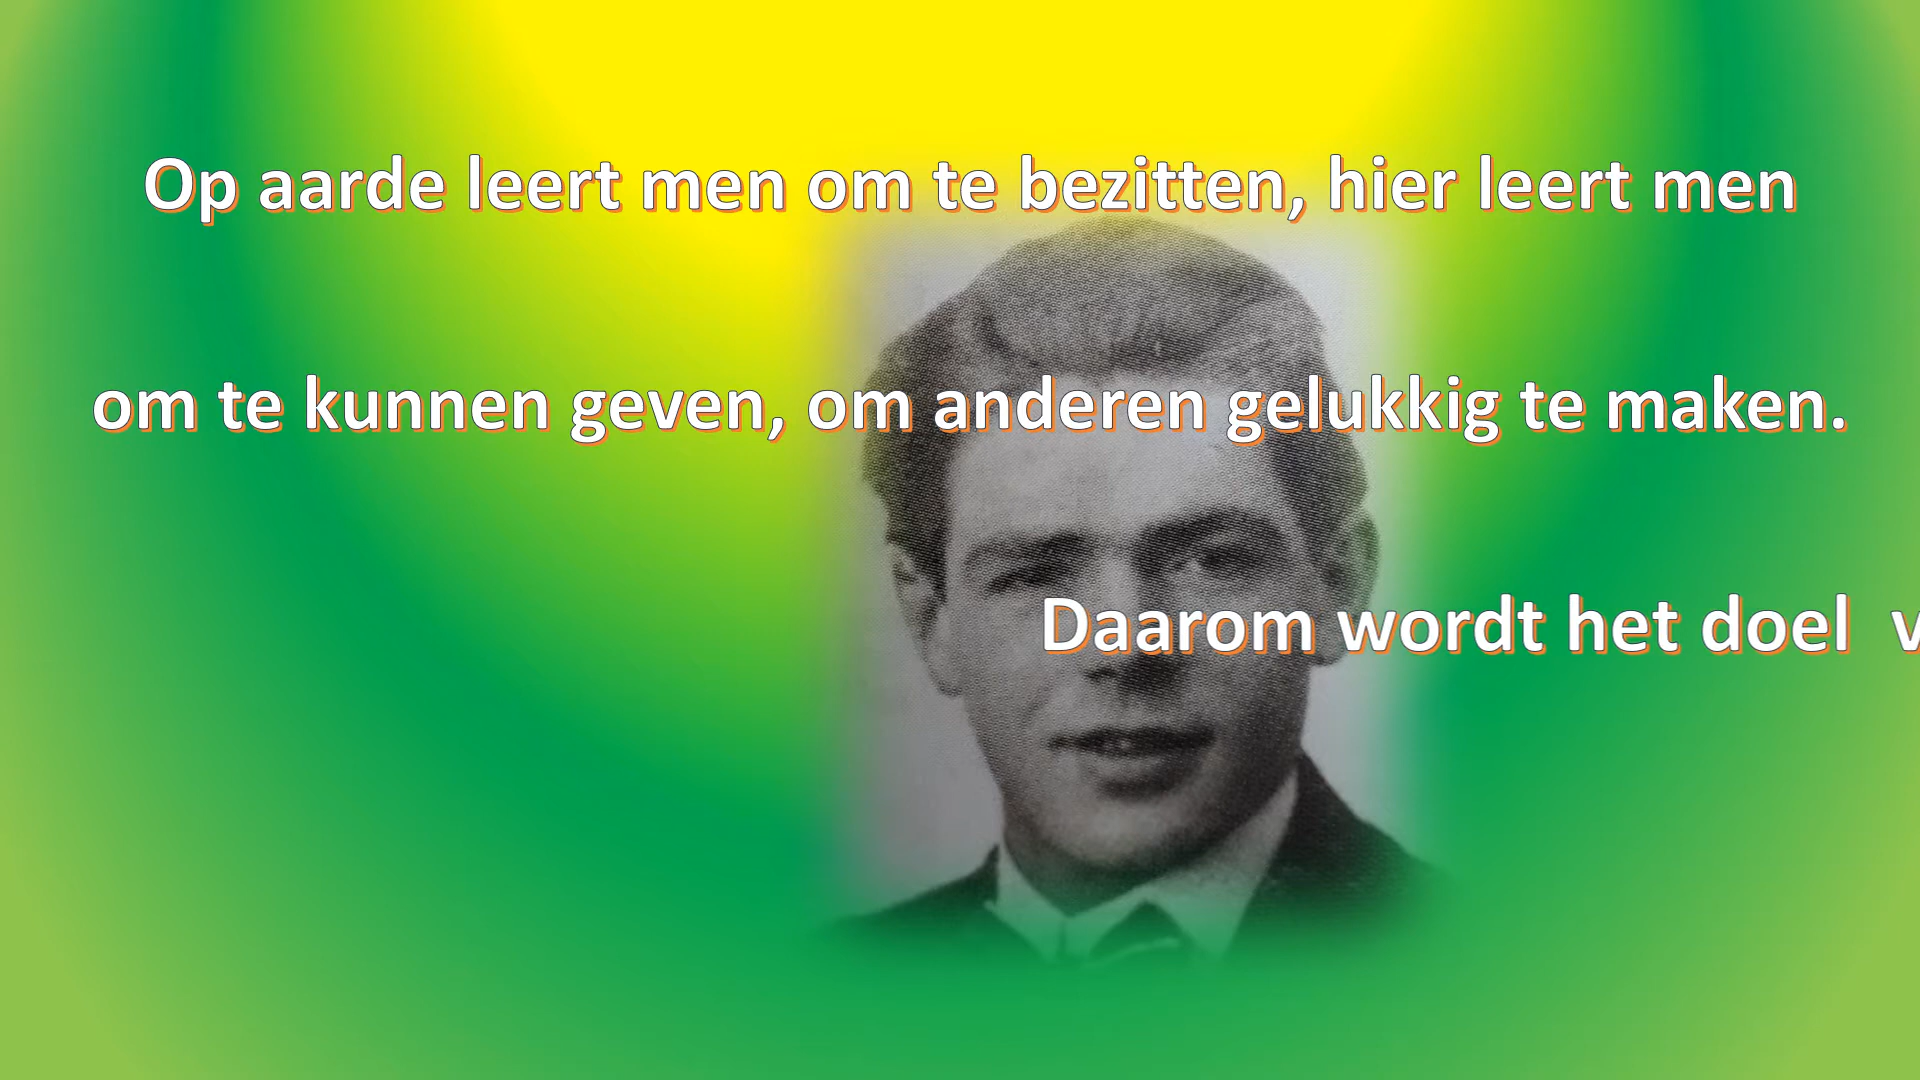 Op aarde leert men om te bezitten, hier leert men
om te kunnen geven, om anderen gelukkig te maken.
Daarom wordt het doel